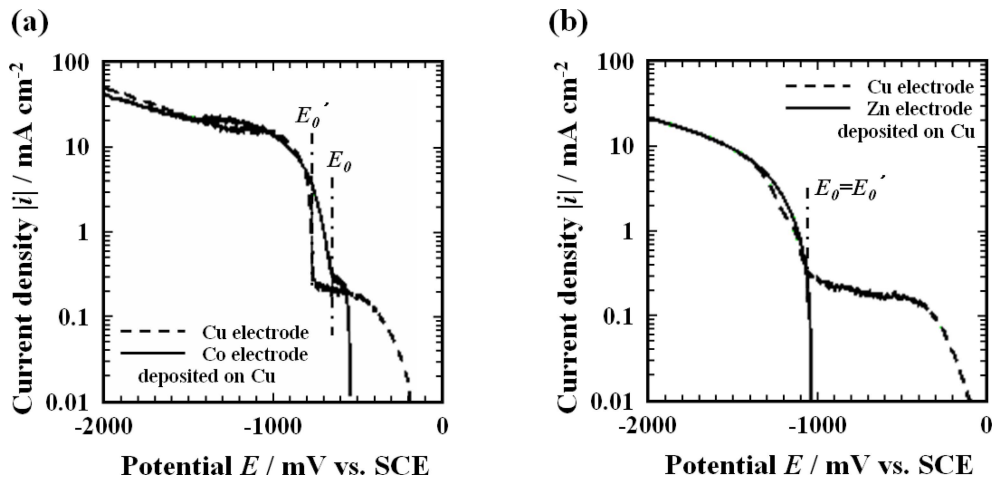 (a)
Current density |i| / mA cm⁻²
100
10
1
0.1
0.01
E₀´
E₀
Cu electrode
Co electrode
deposited on Cu
-2000
-1000
0
Potential E / mV vs. SCE
(b)
Current density |i| / mA cm⁻²
100
10
1
0.1
0.01
Cu electrode
Zn electrode
deposited on Cu
E₀=E₀´
-2000
-1000
0
Potential E / mV vs. SCE